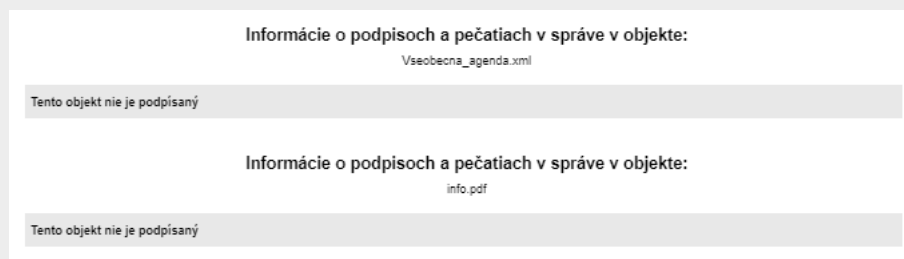 Informácie o podpisoch a pečatiach v správe v objekte:
Vseobecna_agenda.xml
Tento objekt nie je podpísaný
Informácie o podpisoch a pečatiach v správe v objekte:
info.pdf
Tento objekt nie je podpísaný